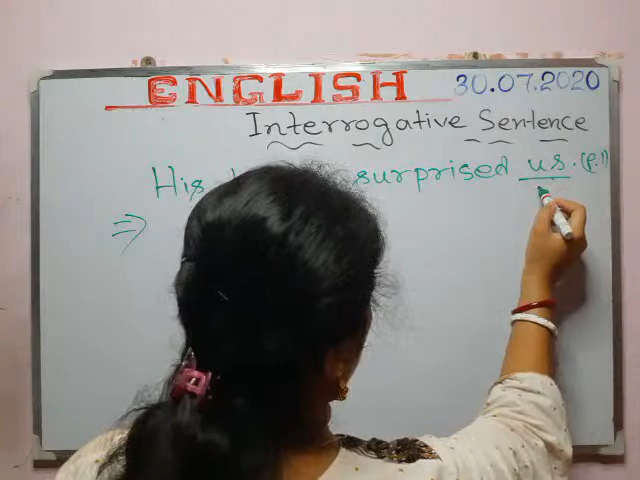 ENGLISH 30.07.2020
Interrogative Sentence
His surprised us. (P.I)
⇒